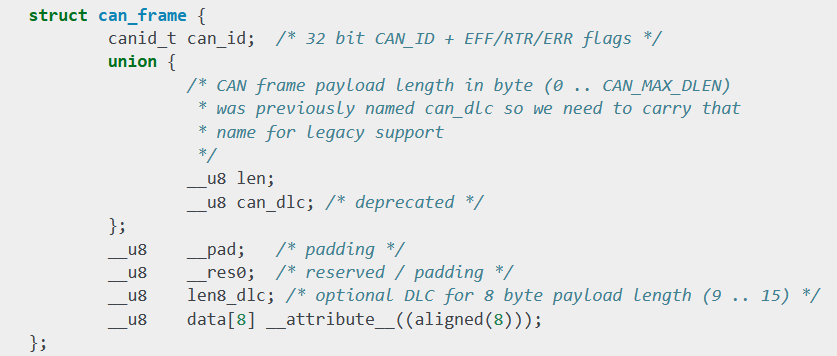 struct can_frame {
        canid_t can_id;  /* 32 bit CAN_ID + EFF/RTR/ERR flags */
        union {
                /* CAN frame payload length in byte (0 .. CAN_MAX_DLEN)
                 * was previously named can_dlc so we need to carry that
                 * name for legacy support
                 */
                __u8 len;
                __u8 can_dlc; /* deprecated */
        };
        __u8    __pad;   /* padding */
        __u8    __res0;  /* reserved / padding */
        __u8    len8_dlc; /* optional DLC for 8 byte payload length (9 .. 15) */
        __u8    data[8] __attribute__((aligned(8)));
};